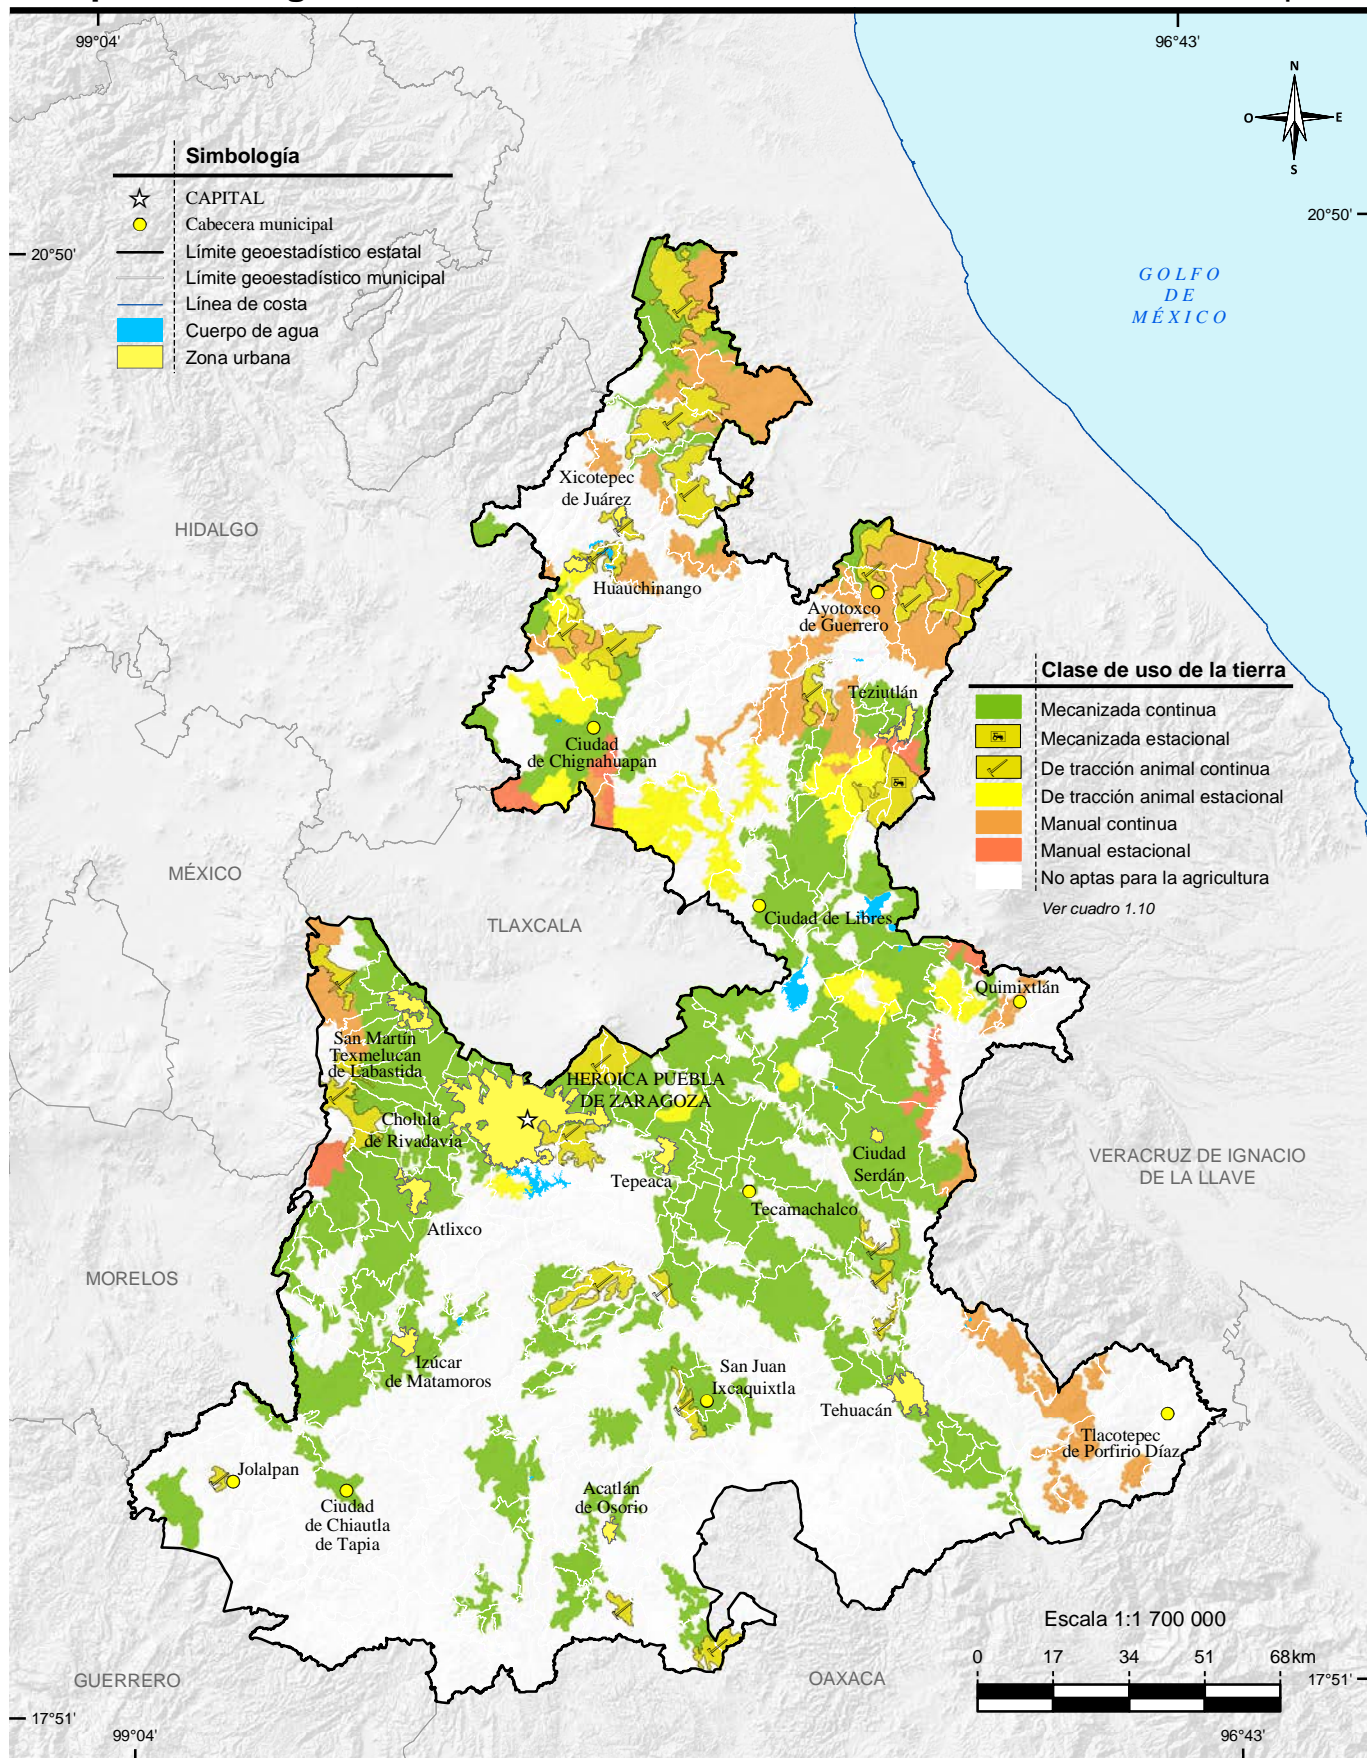 99°04'
96°43'
N
O
E
S
20°50'
20°50'
Simbología
CAPITAL
Cabecera municipal
Límite geoestadístico estatal
Límite geoestadístico municipal
Línea de costa
Cuerpo de agua
Zona urbana
GOLFO
DE
MÉXICO
Xicotepec
de Juárez
HIDALGO
Huauchinango
Ayotoxco
de Guerrero
Teziutlán
Clase de uso de la tierra
Mecanizada continua
Mecanizada estacional
De tracción animal continua
De tracción animal estacional
Manual continua
Manual estacional
No aptas para la agricultura
Ver cuadro 1.10
Ciudad
de Chignahuapan
MÉXICO
TLAXCALA
Ciudad de Libres
Quimixtlán
San Martín
Texmelucan
de Labastida
HEROICA PUEBLA
DE ZARAGOZA
Cholula
de Rivadavia
Ciudad
Serdán
VERACRUZ DE IGNACIO
DE LA LLAVE
Tepeaca
Tecamachalco
Atlixco
MORELOS
Izúcar
de Matamoros
San Juan
Ixcaquixtla
Tehuacán
Tlacotepec
de Porfirio Díaz
Jolalpan
Ciudad
de Chiautla
de Tapia
Acatlán
de Osorio
Escala 1:1 700 000
0 17 34 51 68km
GUERRERO
OAXACA
17°51'
17°51'
99°04'
96°43'